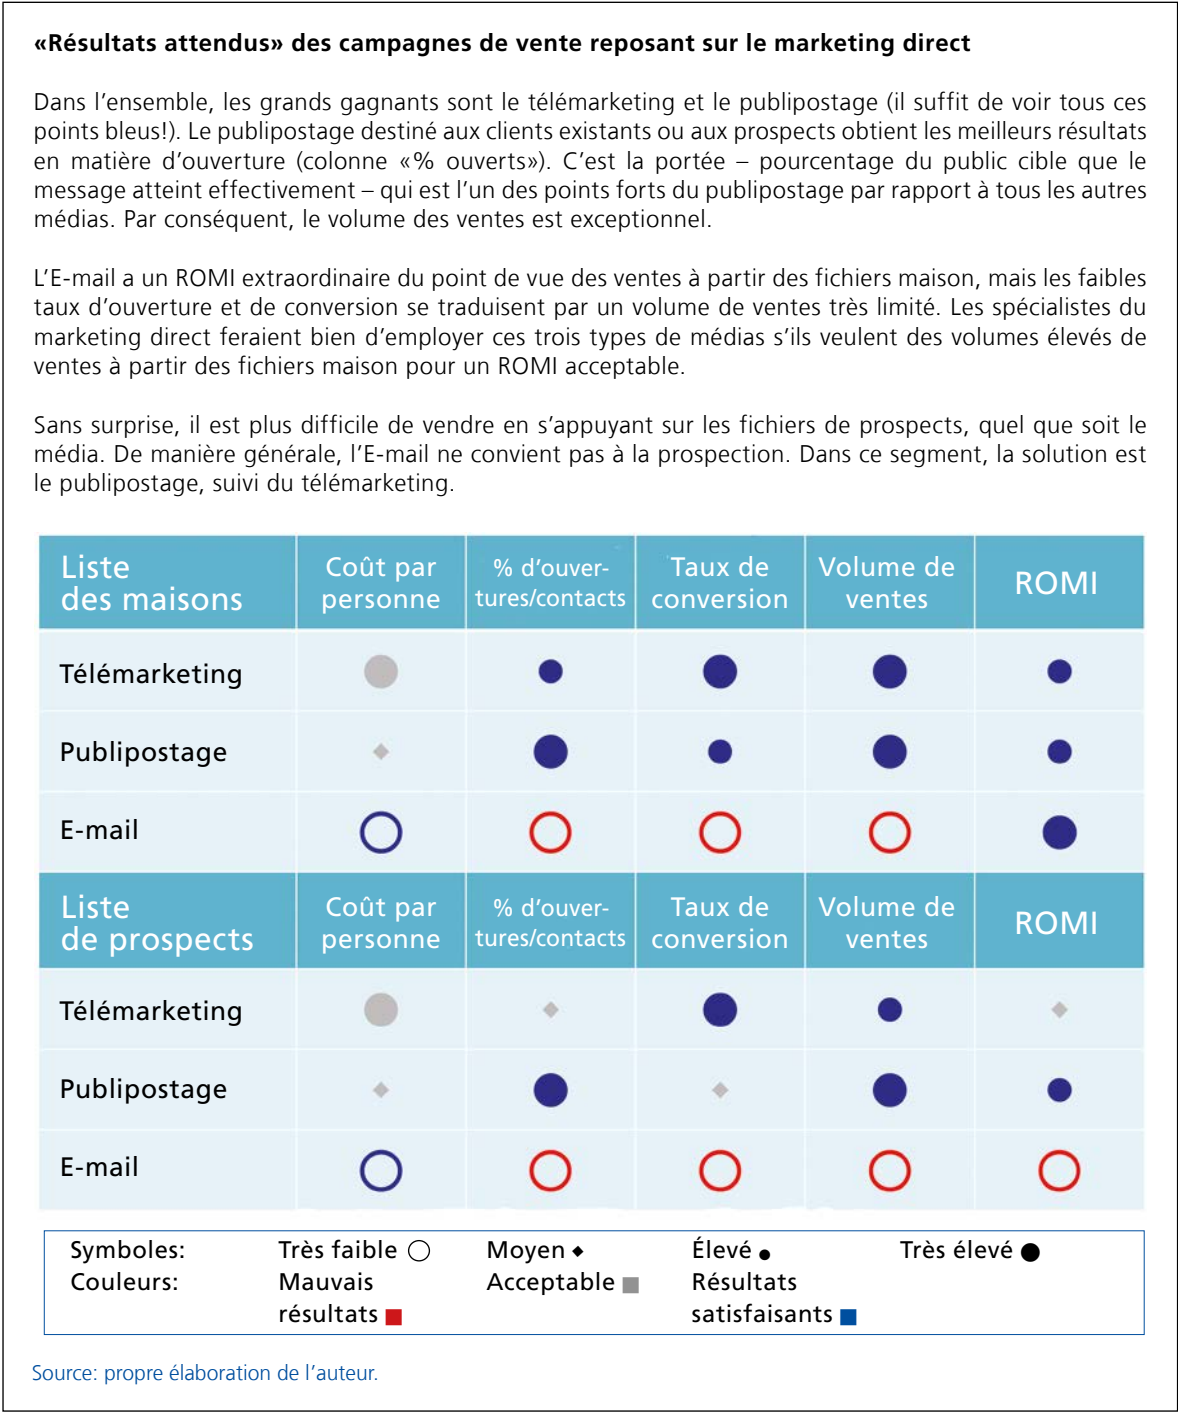 «Résultats attendus» des campagnes de vente reposant sur le marketing direct
Dans l’ensemble, les grands gagnants sont le télémarketing et le publipostage (il suffit de voir tous ces
points bleus!). Le publipostage destiné aux clients existants ou aux prospects obtient les meilleurs résultats
en matière d’ouverture (colonne «% ouverts»). C’est la portée – pourcentage du public cible que le
message atteint effectivement – qui est l’un des points forts du publipostage par rapport à tous les autres
médias. Par conséquent, le volume des ventes est exceptionnel.
L’E-mail a un ROMI extraordinaire du point de vue des ventes à partir des fichiers maison, mais les faibles
taux d’ouverture et de conversion se traduisent par un volume de ventes très limité. Les spécialistes du
marketing direct feraient bien d’employer ces trois types de médias s’ils veulent des volumes élevés de
ventes à partir des fichiers maison pour un ROMI acceptable.
Sans surprise, il est plus difficile de vendre en s’appuyant sur les fichiers de prospects, quel que soit le
média. De manière générale, l’E-mail ne convient pas à la prospection. Dans ce segment, la solution est
le publipostage, suivi du télémarketing.
Liste
des maisons
Coût par
personne
% d'ouver-
tures/contacts
Taux de
conversion
Volume de
ventes
ROMI
Télémarketing
Publipostage
E-mail
Liste
de prospects
Coût par
personne
% d'ouver-
tures/contacts
Taux de
conversion
Volume de
ventes
ROMI
Télémarketing
Publipostage
E-mail
Symboles: Très faible Moyen Élevé Très élevé
Couleurs: Mauvais résultats Acceptable Résultats satisfaisants
Source: propre élaboration de l’auteur.